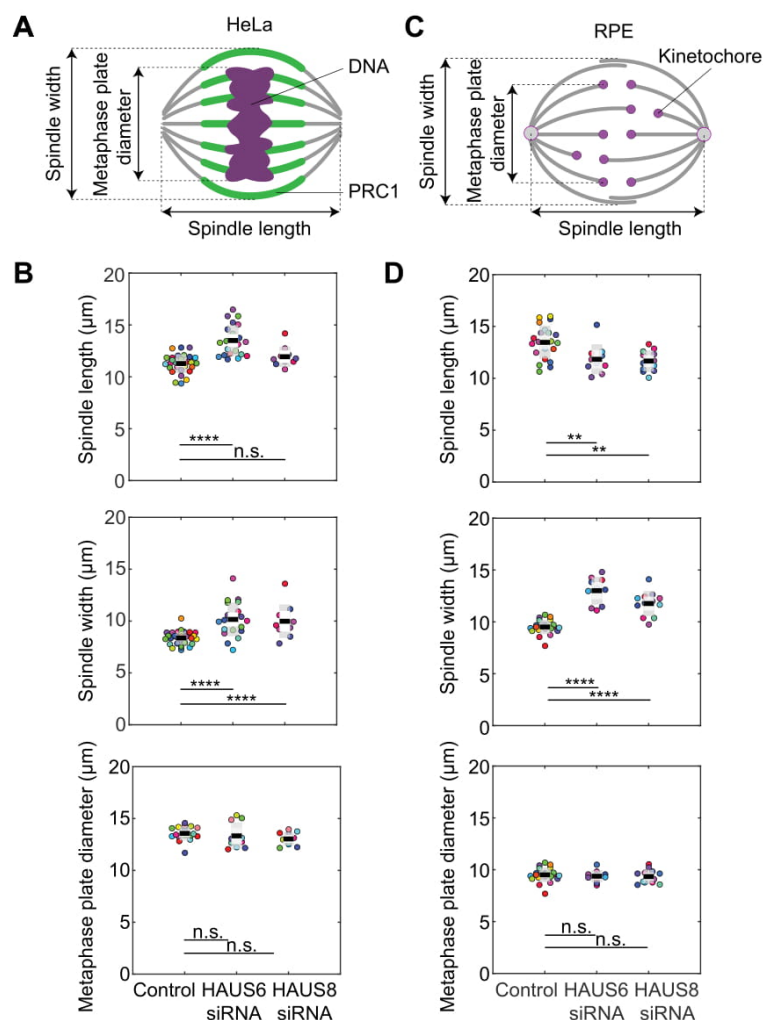 A
HeLa
Spindle width
Metaphase plate
diameter
DNA
PRC1
Spindle length
C
RPE
Spindle width
Metaphase plate
diameter
Kinetochore
Spindle length
B
Spindle length (µm)
20
15
10
5
0
****
n.s.
Spindle width (µm)
20
15
10
5
0
****
****
Metaphase plate diameter (µm)
20
15
10
5
0
n.s.
n.s.
Control HAUS6 HAUS8
siRNA siRNA
D
Spindle length (µm)
20
15
10
5
0
**
**
Spindle width (µm)
20
15
10
5
0
****
****
Metaphase plate diameter (µm)
20
15
10
5
0
n.s.
n.s.
Control HAUS6 HAUS8
siRNA siRNA